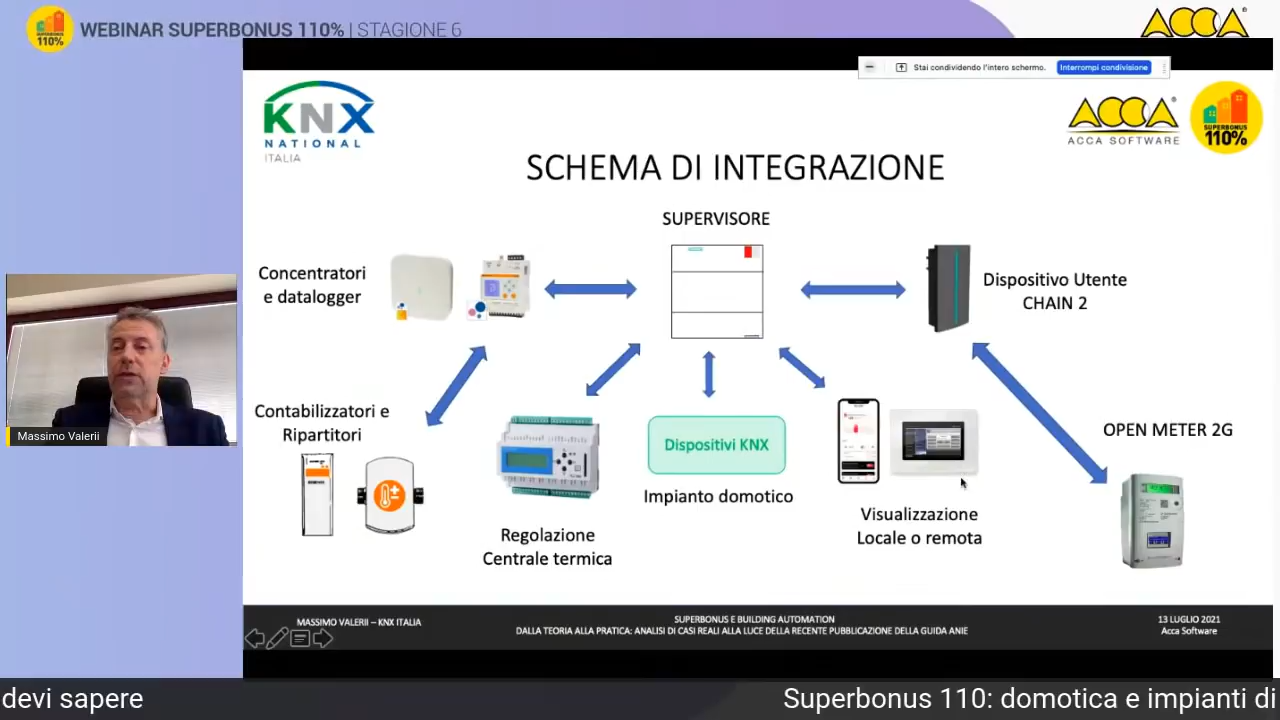 SUPERBONUS
110%
WEBINAR SUPERBONUS 110% | STAGIONE 6
ACCA
Stai condividendo l'intero schermo.
Interrompi condivisione
KNX
NATIONAL
ITALIA
ACCA
ACCA SOFTWARE
SUPERBONUS
110%
SCHEMA DI INTEGRAZIONE
SUPERVISORE
Concentratori
e datalogger
Dispositivo Utente
CHAIN 2
Contabilizzatori e
Ripartitori
Dispositivi KNX
OPEN METER 2G
Impianto domotico
Regolazione
Centrale termica
Visualizzazione
Locale o remota
Massimo Valerii
MASSIMO VALERII – KNX ITALIA
SUPERBONUS E BUILDING AUTOMATION
DALLA TEORIA ALLA PRATICA: ANALISI DI CASI REALI ALLA LUCE DELLA RECENTE PUBBLICAZIONE DELLA GUIDA ANIE
13 LUGLIO 2021
Acca Software
devi sapere
Superbonus 110: domotica e impianti di